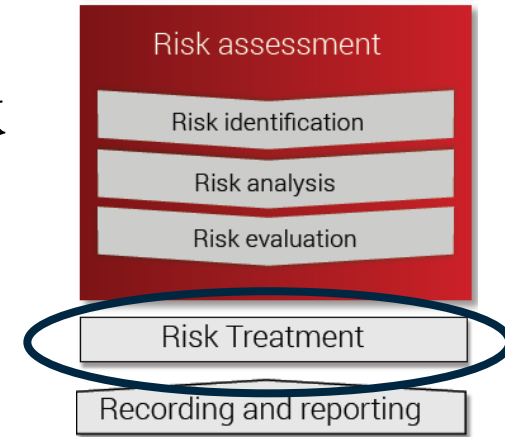 Risk assessment
Risk identification
Risk analysis
Risk evaluation
Risk Treatment
Recording and reporting